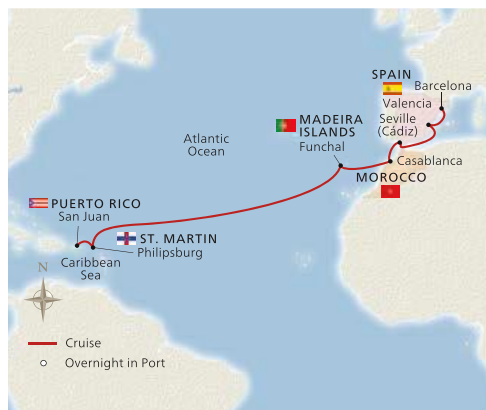 SPAIN
Barcelona
Valencia
Seville
(Cádiz)
MADEIRA
ISLANDS
Funchal
Atlantic
Ocean
Casablanca
MOROCCO
PUERTO RICO
San Juan
ST. MARTIN
Philipsburg
Caribbean
Sea
N
Cruise
Overnight in Port